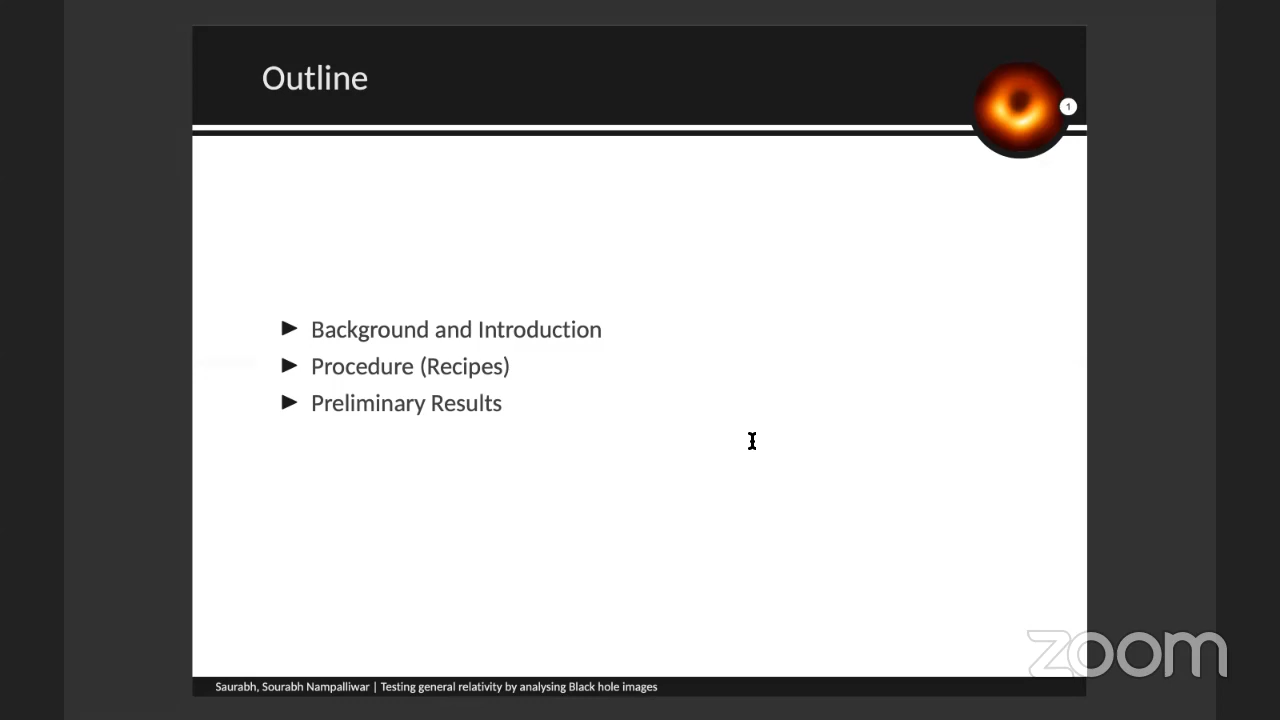 Outline
1
Background and Introduction
Procedure (Recipes)
Preliminary Results
zoom
Saurabh, Sourabh Nampalliwar | Testing general relativity by analysing Black hole images